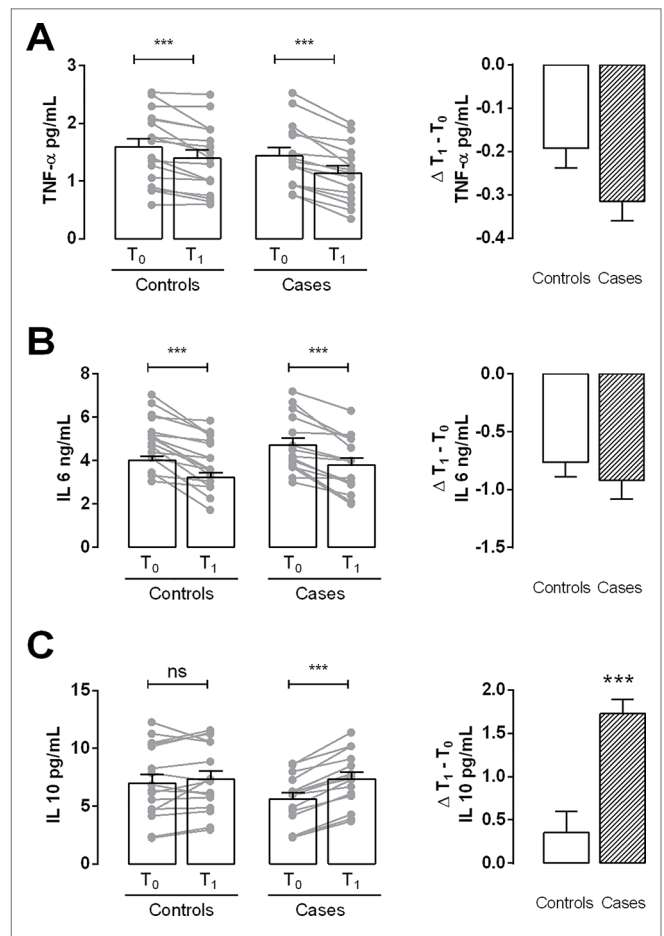 A
*** ***
3
2
1
0
TNF-α pg/mL
T0 T1 T0 T1
Controls Cases
0.0
-0.1
-0.2
-0.3
-0.4
Δ T1 - T0
TNF-α pg/mL
Controls Cases
B
*** ***
8
6
4
2
0
IL 6 ng/mL
T0 T1 T0 T1
Controls Cases
0.0
-0.5
-1.0
-1.5
Δ T1 - T0
IL 6 ng/mL
Controls Cases
C
ns ***
15
10
5
0
IL 10 pg/mL
T0 T1 T0 T1
Controls Cases
***
2.0
1.5
1.0
0.5
0.0
Δ T1 - T0
IL 10 pg/mL
Controls Cases